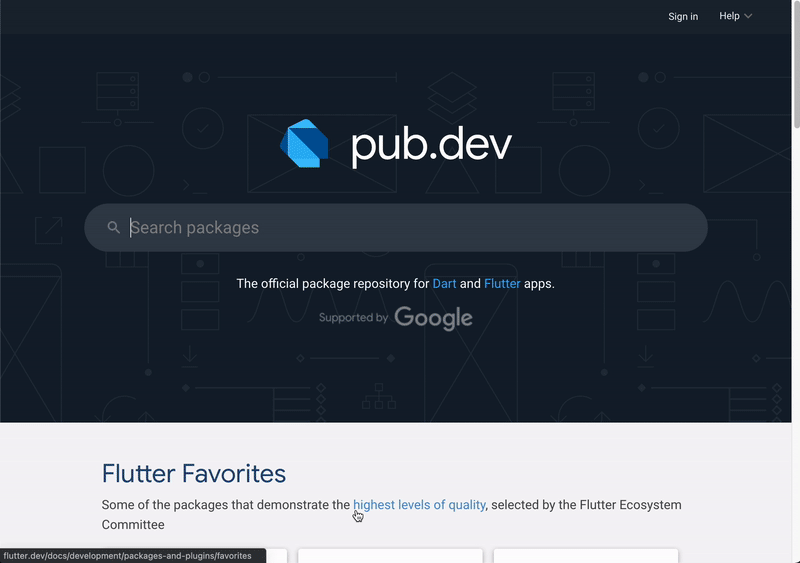 Sign in Help
pub.dev
Search packages
The official package repository for Dart and Flutter apps.
Supported by Google
Flutter Favorites
Some of the packages that demonstrate the highest levels of quality, selected by the Flutter Ecosystem
Committee
flutter.dev/docs/development/packages-and-plugins/favorites